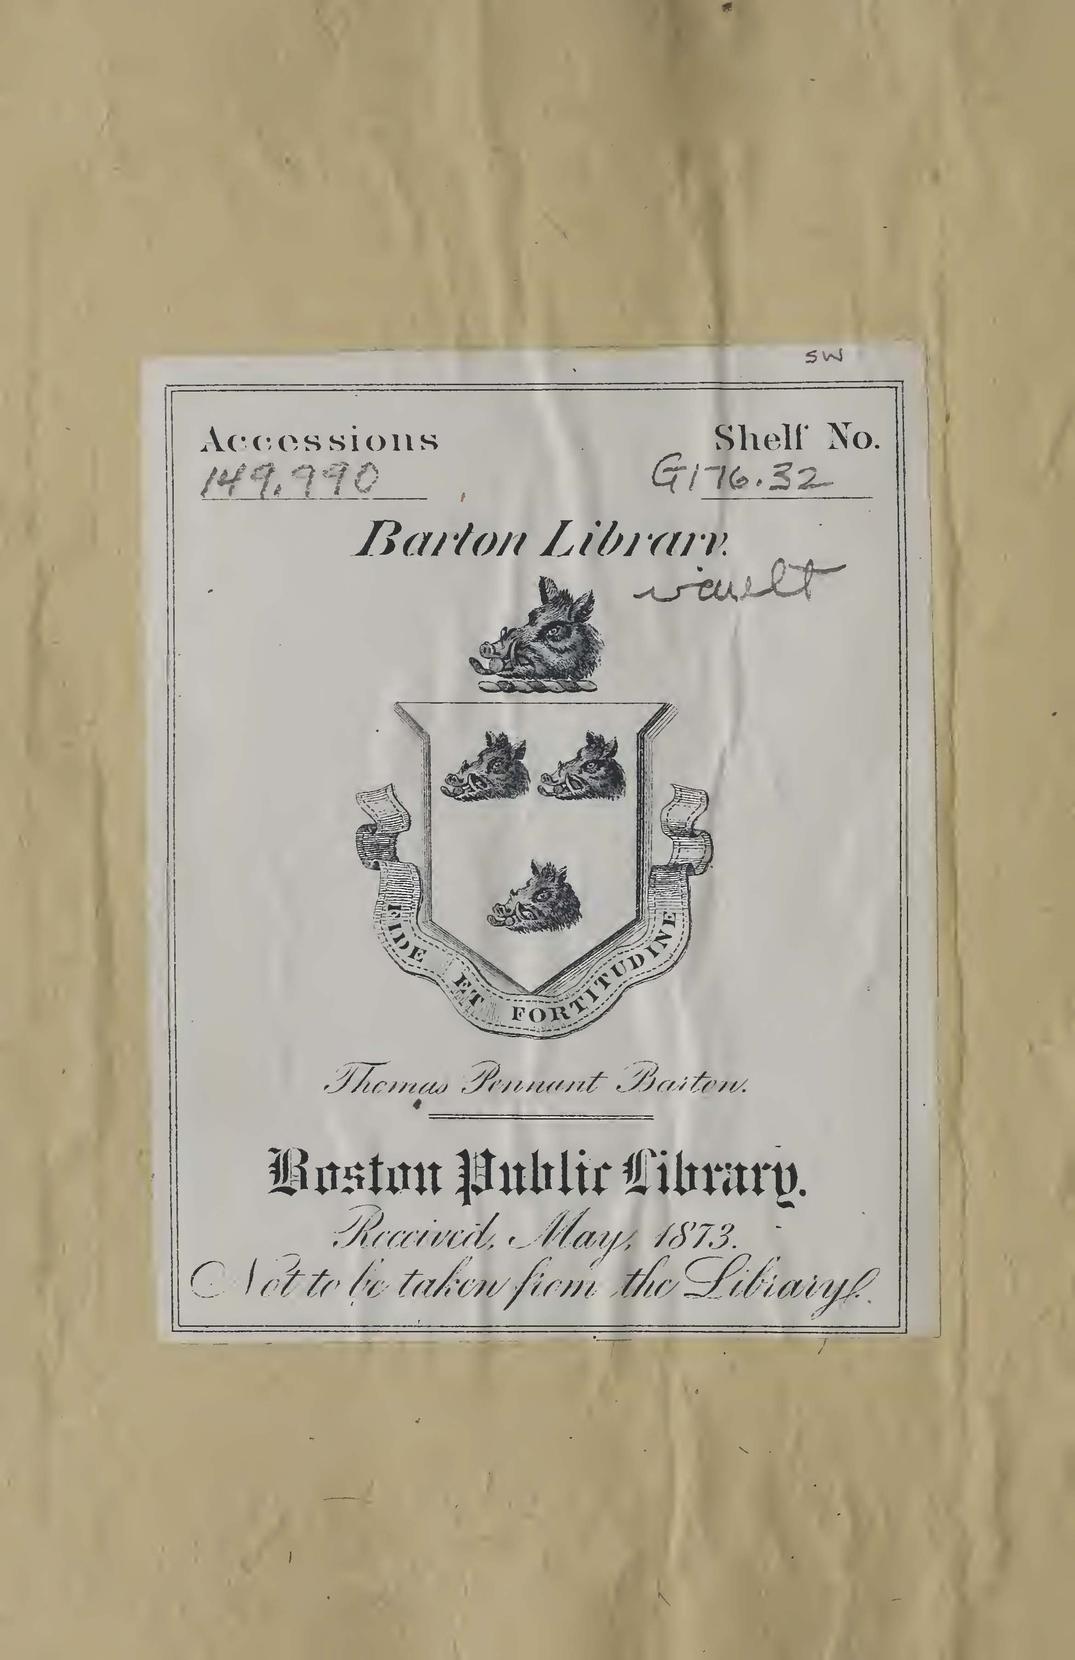 SW
Accessions Shelf No.
149.990 G176.32
Barton Library.
vault
FIDE ET FORTITUDINE
Thomas Pennant Barton.
Boston Public Library.
Received, May, 1873.
Not to be taken from the Library.